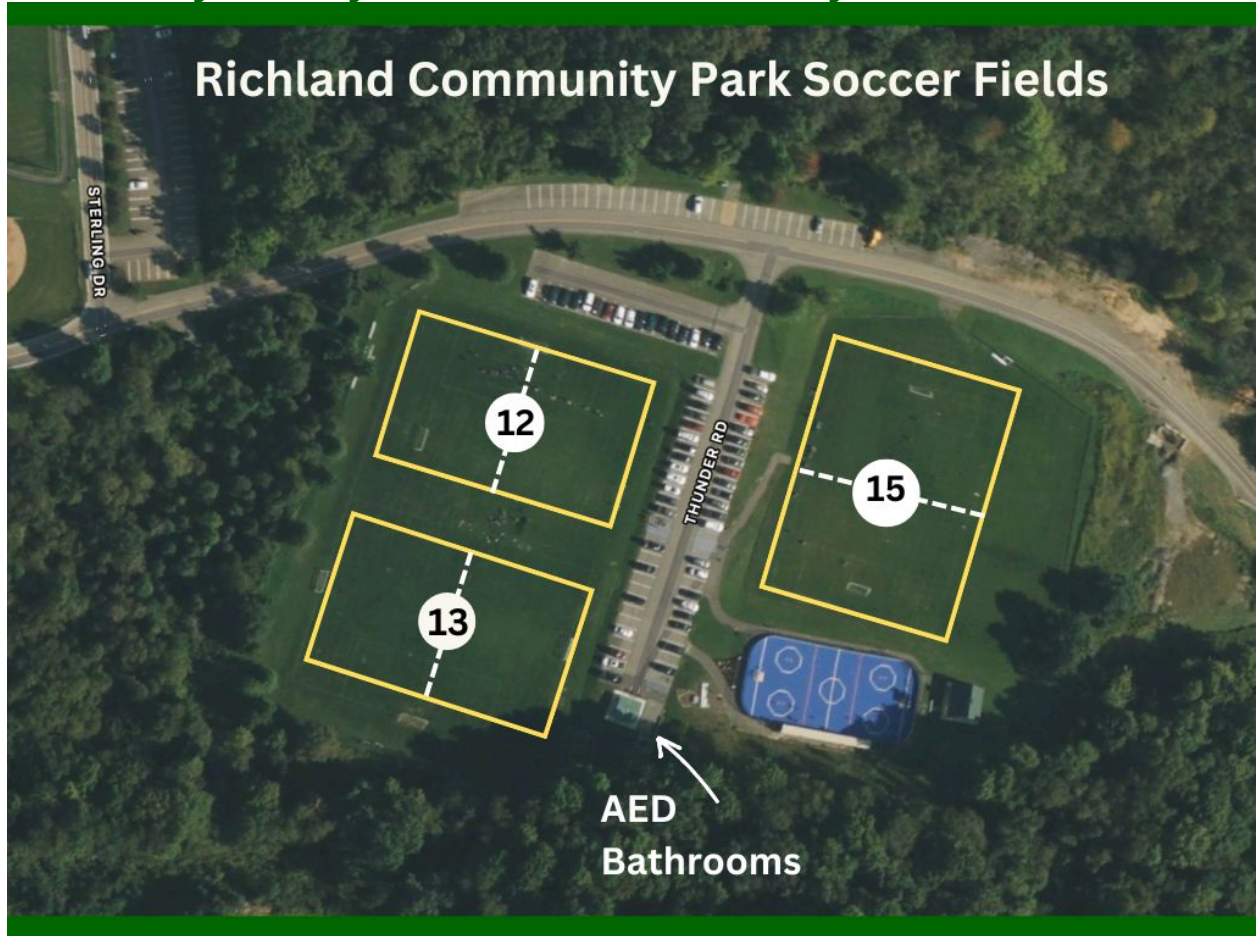 Richland Community Park Soccer Fields
STERLING DR
12
THUNDER RD
15
13
AED
Bathrooms